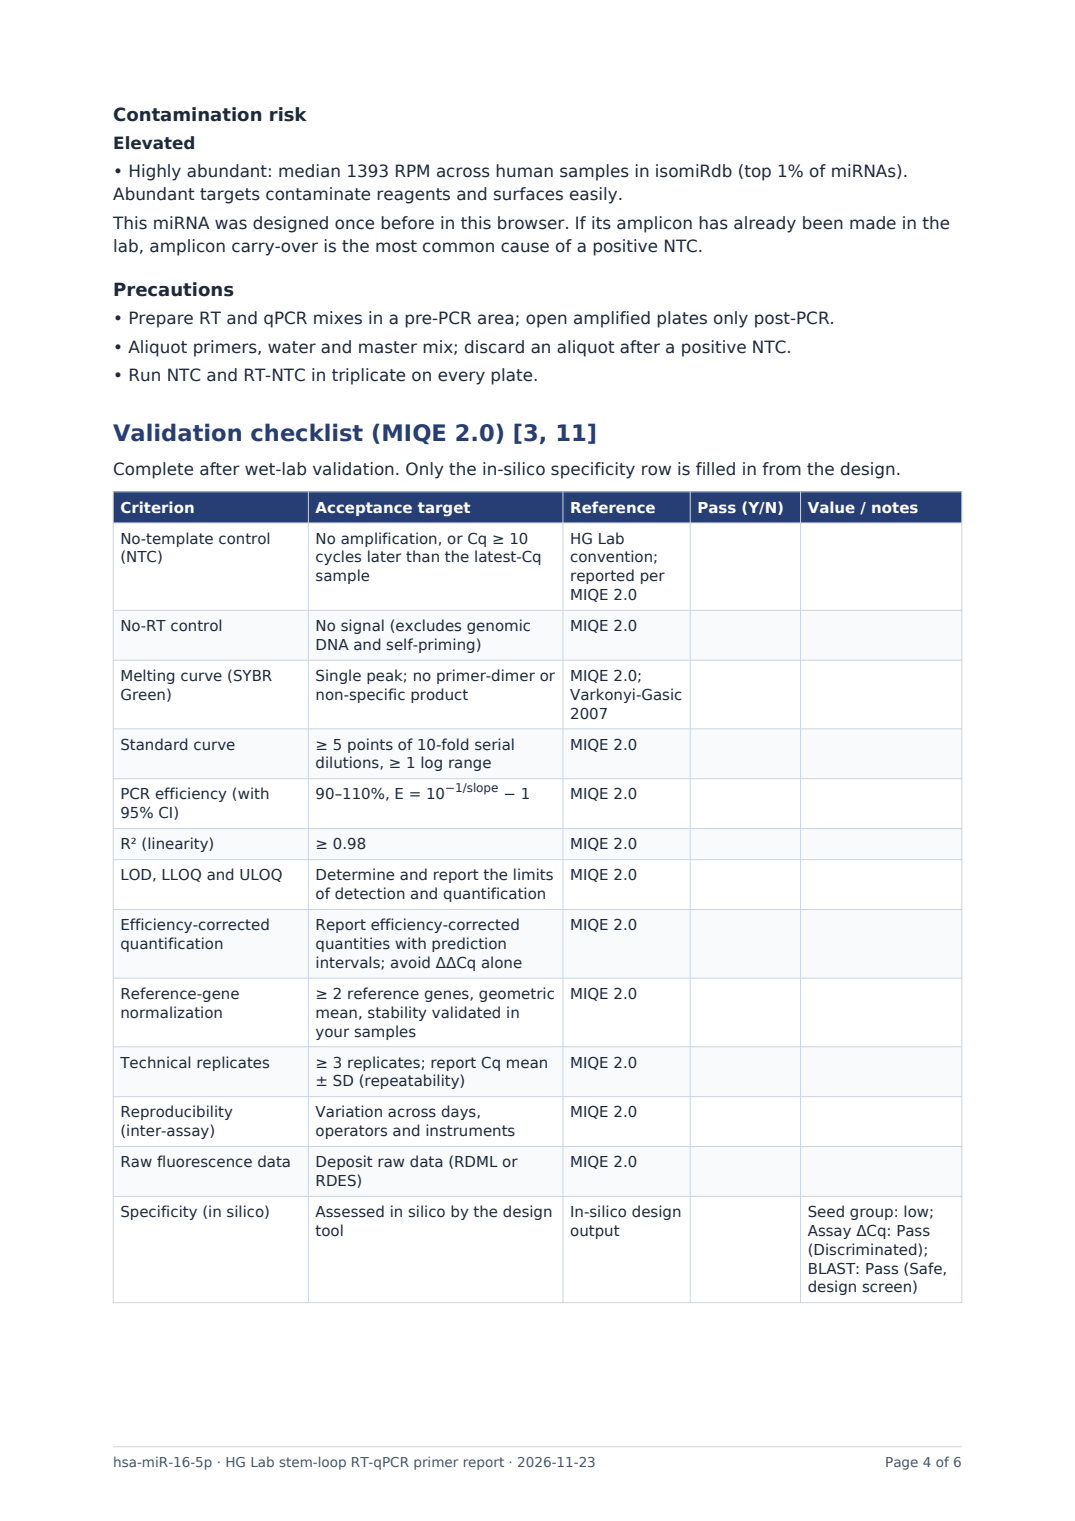 Contamination risk
Elevated
• Highly abundant: median 1393 RPM across human samples in isomiRdb (top 1% of miRNAs).
Abundant targets contaminate reagents and surfaces easily.
This miRNA was designed once before in this browser. If its amplicon has already been made in the
lab, amplicon carry-over is the most common cause of a positive NTC.
Precautions
• Prepare RT and qPCR mixes in a pre-PCR area; open amplified plates only post-PCR.
• Aliquot primers, water and master mix; discard an aliquot after a positive NTC.
• Run NTC and RT-NTC in triplicate on every plate.
Validation checklist (MIQE 2.0) [3, 11]
Complete after wet-lab validation. Only the in-silico specificity row is filled in from the design.
Criterion Acceptance target Reference Pass (Y/N) Value / notes
No-template control
(NTC)
No amplification, or Cq ≥ 10
cycles later than the latest-Cq
sample
HG Lab
convention;
reported per
MIQE 2.0
No-RT control
No signal (excludes genomic
DNA and self-priming)
MIQE 2.0
Melting curve (SYBR
Green)
Single peak; no primer-dimer or
non-specific product
MIQE 2.0;
Varkonyi-Gasic
2007
Standard curve
≥ 5 points of 10-fold serial
dilutions, ≥ 1 log range
MIQE 2.0
PCR efficiency (with
95% CI)
90–110%, E = 10⁻¹/ˢˡᵒᵖᵉ − 1
MIQE 2.0
R² (linearity)
≥ 0.98
MIQE 2.0
LOD, LLOQ and ULOQ
Determine and report the limits
of detection and quantification
MIQE 2.0
Efficiency-corrected
quantification
Report efficiency-corrected
quantities with prediction
intervals; avoid ΔΔCq alone
MIQE 2.0
Reference-gene
normalization
≥ 2 reference genes, geometric
mean, stability validated in
your samples
MIQE 2.0
Technical replicates
≥ 3 replicates; report Cq mean
± SD (repeatability)
MIQE 2.0
Reproducibility
(inter-assay)
Variation across days,
operators and instruments
MIQE 2.0
Raw fluorescence data
Deposit raw data (RDML or
RDES)
MIQE 2.0
Specificity (in silico)
Assessed in silico by the design
tool
In-silico design
output
Seed group: low;
Assay ΔCq: Pass
(Discriminated);
BLAST: Pass (Safe,
design screen)
hsa-miR-16-5p · HG Lab stem-loop RT-qPCR primer report · 2026-11-23
Page 4 of 6